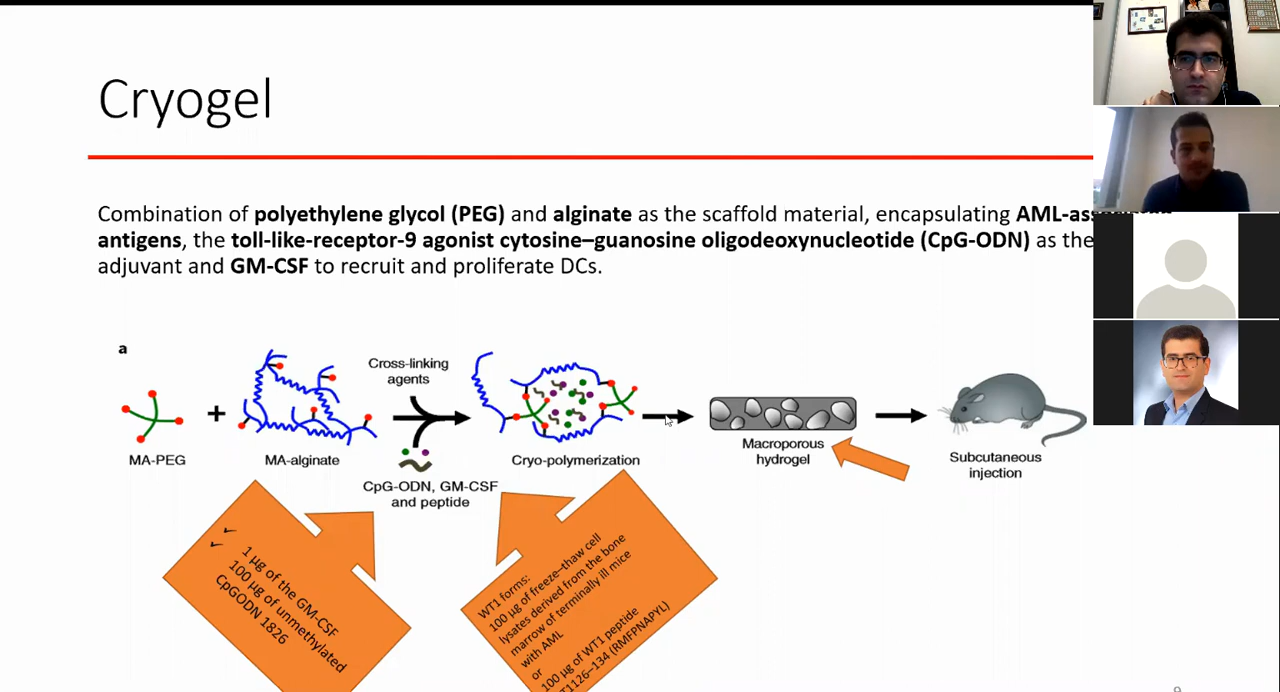 Cryogel
Combination of polyethylene glycol (PEG) and alginate as the scaffold material, encapsulating
antigens, the toll-like-receptor-9 agonist cytosine–guanosine oligodeoxynucleotide (CpG-ODN) as the
adjuvant and GM-CSF to recruit and proliferate DCs.
a
Cross-linking
agents
MA-PEG
+
MA-alginate
CpG-ODN, GM-CSF
and peptide
Cryo-polymerization
Macroporous
hydrogel
Subcutaneous
injection
✓ 1 µg of the GM-CSF
✓ 100 µg of unmethylated
CpGODN 1826
WT1 forms:
100 µg of freeze–thaw cell
lysates derived from the bone
marrow of terminally ill mice
with AML
or
100 µg of WT1 peptide
T1126–134 (RMFPNAPYL)